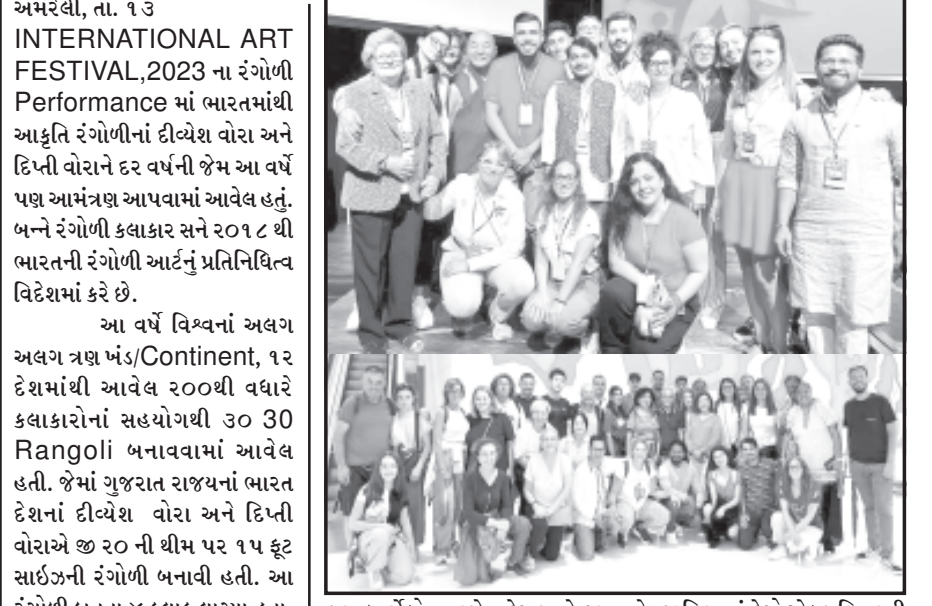 અમરેલી, તા. ૧૩
INTERNATIONAL ART
FESTIVAL,2023 ના રંગોળી
Performance માં ભારતમાંથી
આકૃતિ રંગોળીનાં દીવ્યેશ વોરા અને
દિપ્તી વોરાને દર વર્ષની જેમ આ વર્ષે
પણ આમંત્રણ આપવામાં આવેલ હતું.
બન્ને રંગોળી કલાકાર સને ૨૦૧૮ થી
ભારતની રંગોળી આર્ટનું પ્રતિનિધિત્વ
વિદેશમાં કરે છે.
આ વર્ષે વિશ્વનાં અલગ
અલગ ત્રણ ખંડ/Continent, ૧૨
દેશમાંથી આવેલ ૨૦૦થી વધારે
કલાકારોનાં સહયોગથી ૩૦ 30
Rangoli બનાવવામાં આવેલ
હતી. જેમાં ગુજરાત રાજયનાં ભારત
દેશનાં દીવ્યેશ વોરા અને દિપ્તી
વોરાએ જી ૨૦ ની થીમ પર ૧૫ ફૂટ
સાઇઝની રંગોળી બનાવી હતી. આ